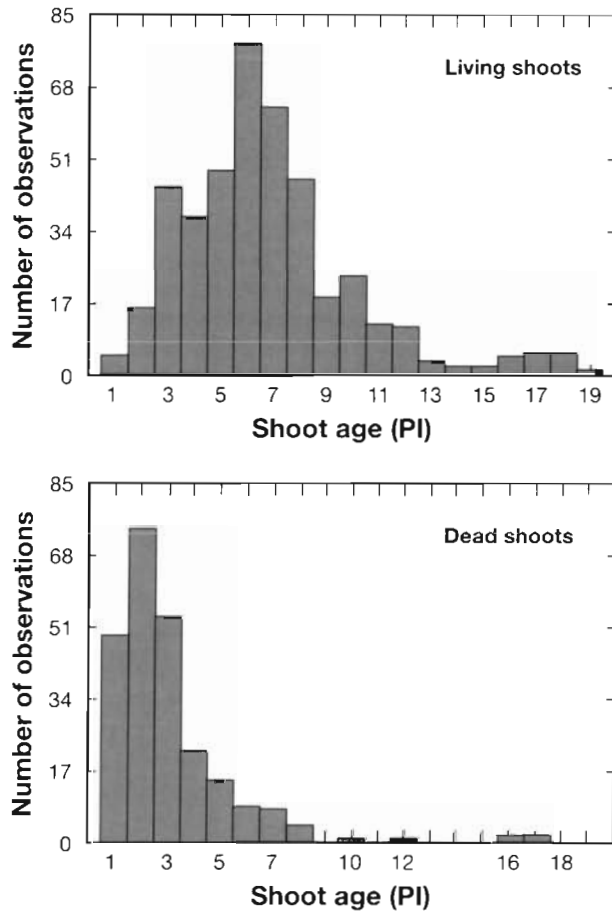 85
68
51
34
17
0
Number of observations
Living shoots
1 3 5 7 9 11 13 15 17 19
Shoot age (PI)
85
68
51
34
17
0
Number of observations
Dead shoots
1 3 5 7 10 12 16 18
Shoot age (PI)